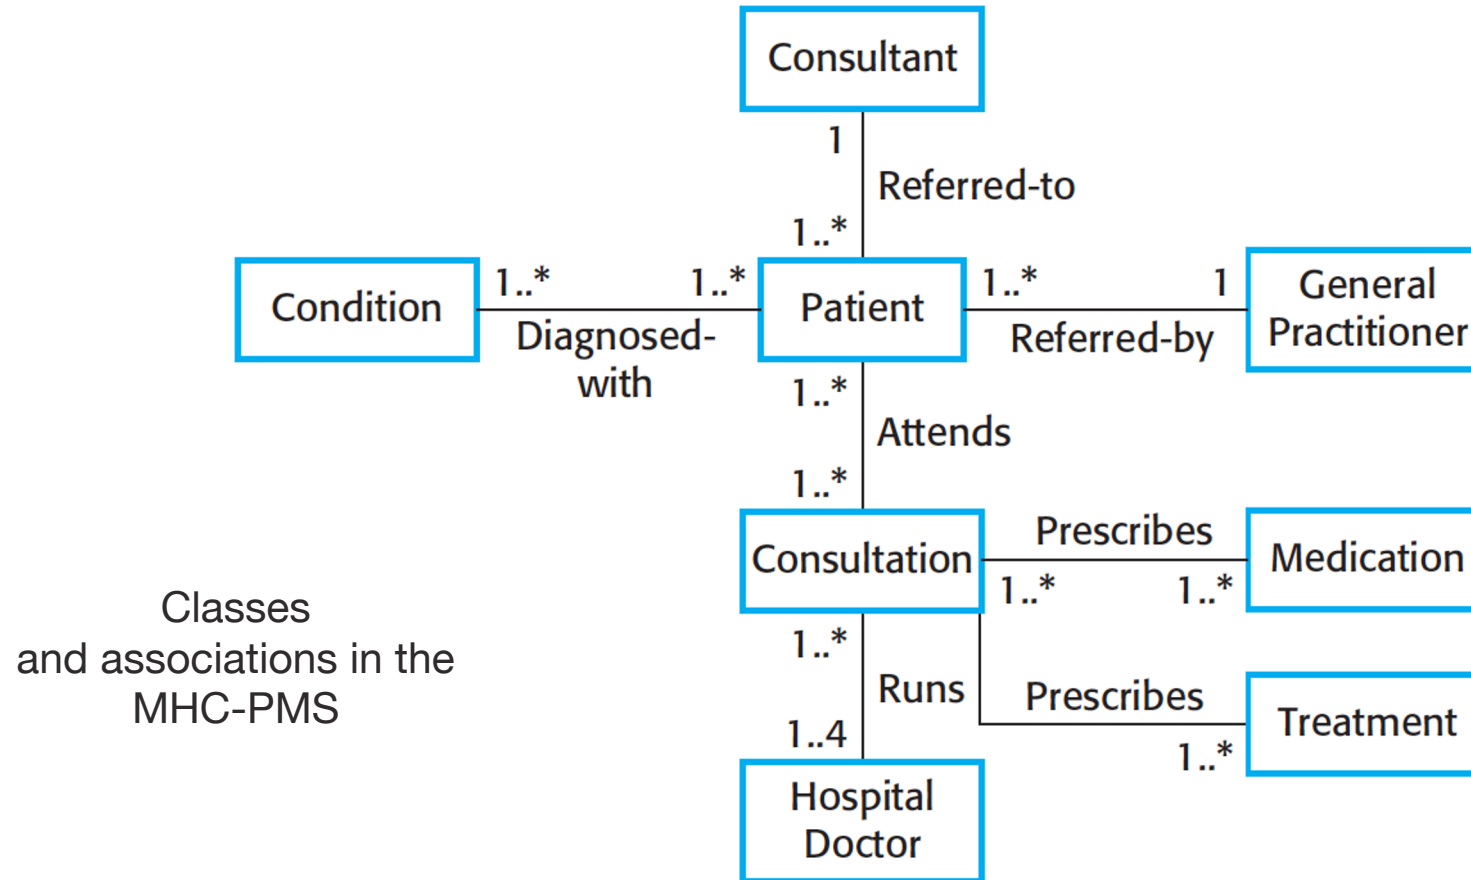 Consultant
1
Referred-to
1..*
Condition
1..*
1..*
Diagnosed-
with
Patient
1..*
1
Referred-by
General
Practitioner
1..*
Attends
1..*
Consultation
Prescribes
1..*
1..*
Medication
Classes
and associations in the
MHC-PMS
1..*
Runs
1..4
Prescribes
1..*
Treatment
Hospital
Doctor